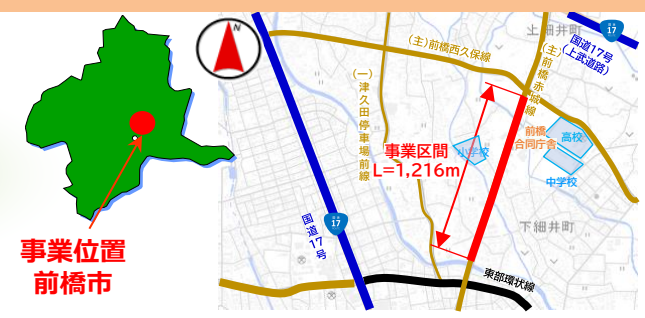 事業位置
前橋市
N
上細井町
17
国道17号
(上武道路)
(主)前橋西久保線
(主)前橋赤城線
(一)津久田停車場前線
事業区間
L=1,216m
小学校
前橋
合同庁舎
高校
中学校
国道17号
17
下細井町
東部環状線